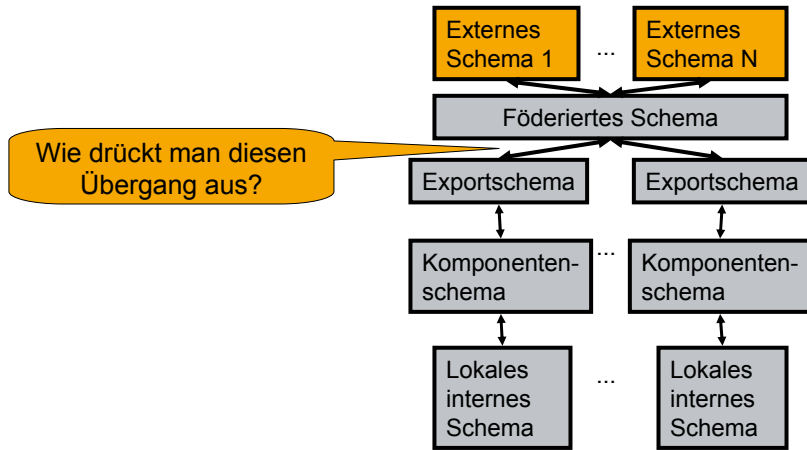 Externes
Schema 1
...
Externes
Schema N
Föderiertes Schema
Wie drückt man diesen
Übergang aus?
Exportschema
Exportschema
Komponenten-
schema
...
Komponenten-
schema
Lokales
internes
Schema
...
Lokales
internes
Schema